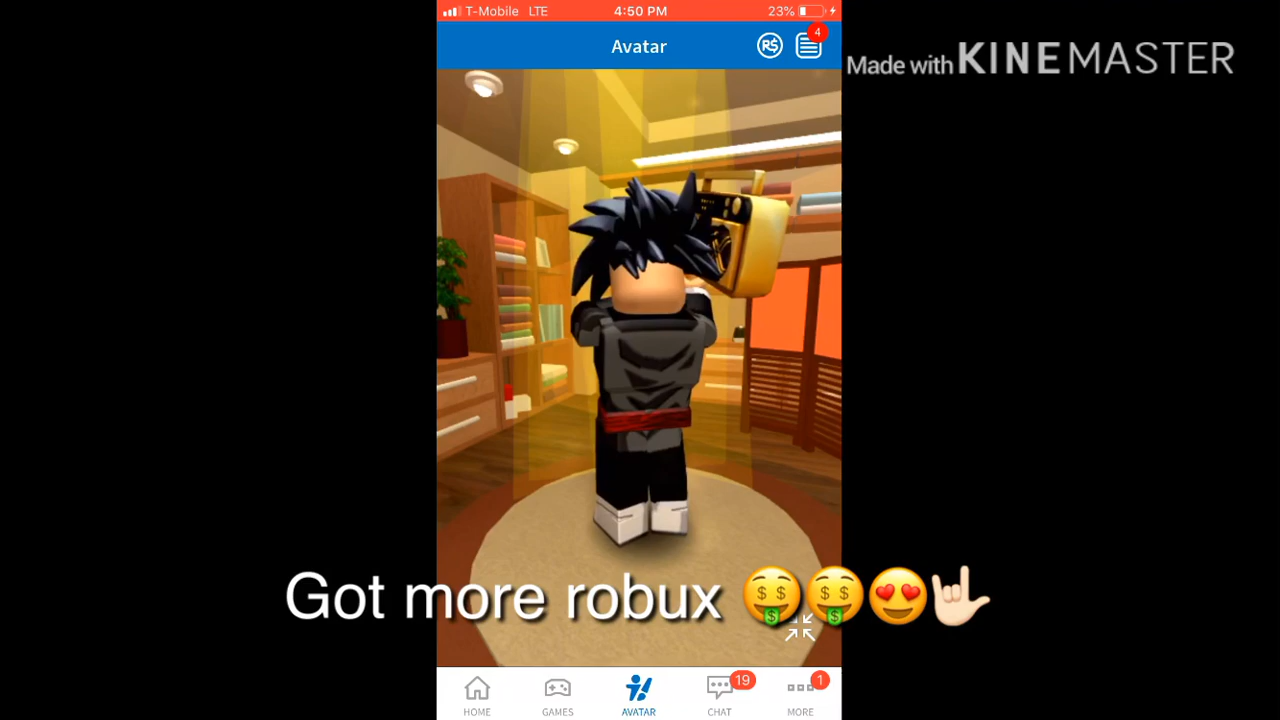 T-Mobile LTE 4:50 PM 23%
Avatar R$ 4
Made with KINEMASTER
Got more robux 🤑🤑😍🤟🏻
19 1
HOME GAMES AVATAR CHAT MORE